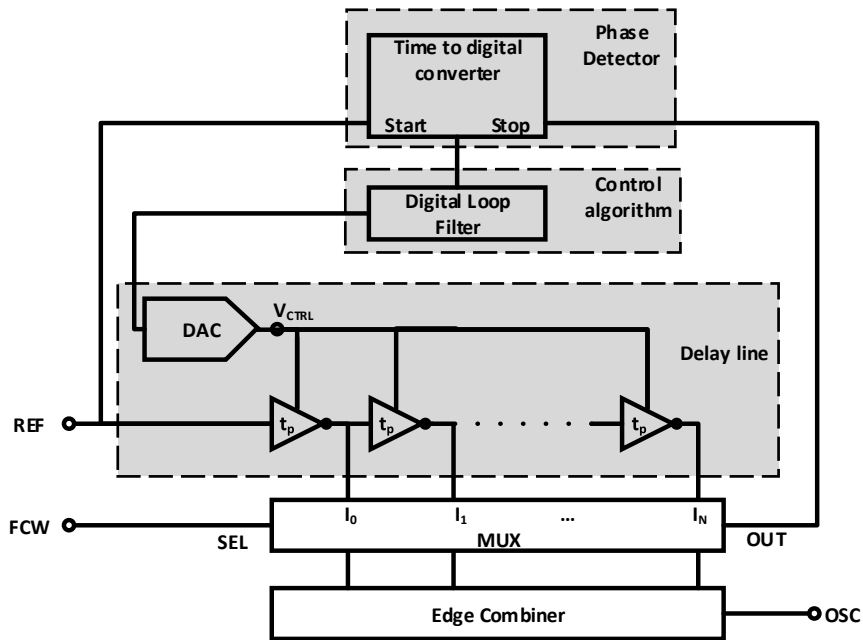 Phase
Detector
Time to digital
converter
Start Stop
Control
algorithm
Digital Loop
Filter
DAC
V_CTRL
Delay line
REF
t_p t_p . . . . . . t_p
FCW
SEL
I_0 I_1 ... I_N
MUX
OUT
Edge Combiner
OSC